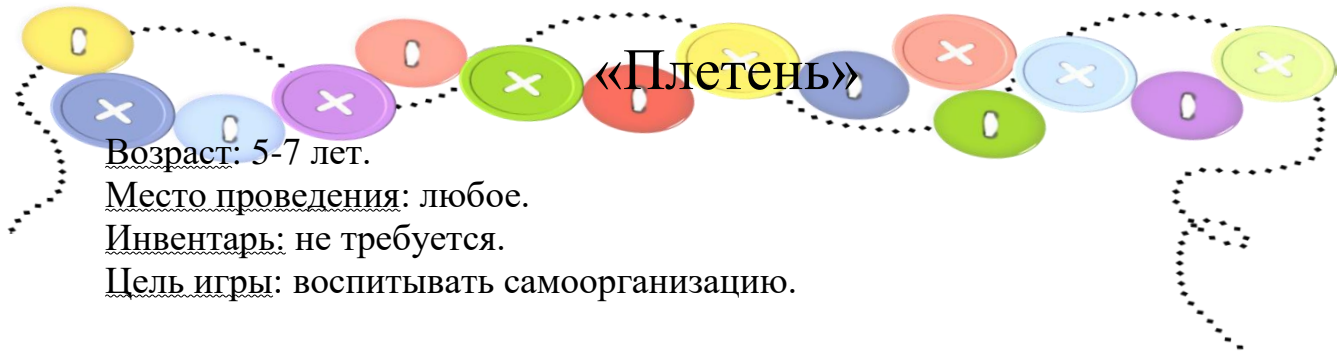 «Плетень»
Возраст: 5-7 лет.
Место проведения: любое.
Инвентарь: не требуется.
Цель игры: воспитывать самоорганизацию.